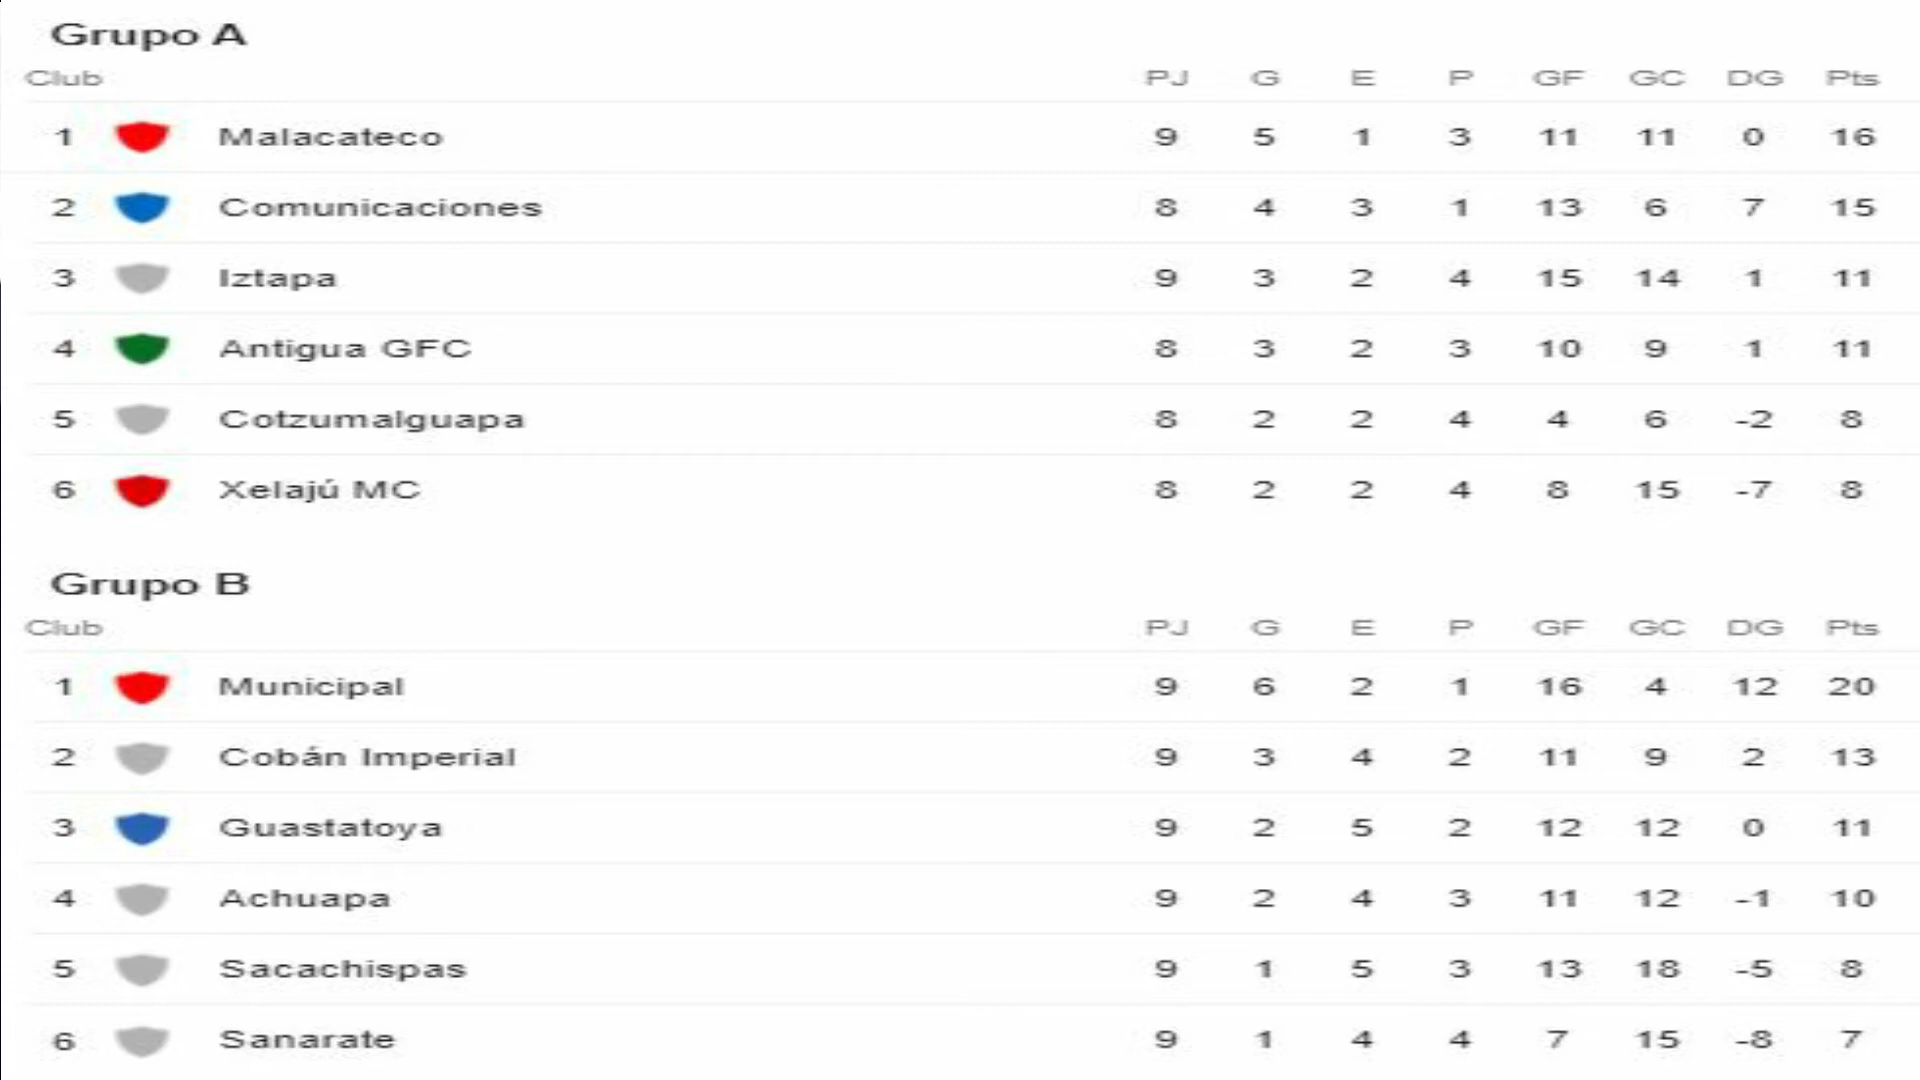 Grupo A
Club PJ G E P GF GC DG Pts
1 Malacateco 9 5 1 3 11 11 0 16
2 Comunicaciones 8 4 3 1 13 6 7 15
3 Iztapa 9 3 2 4 15 14 1 11
4 Antigua GFC 8 3 2 3 10 9 1 11
5 Cotzumalguapa 8 2 2 4 4 6 -2 8
6 Xelajú MC 8 2 2 4 8 15 -7 8
Grupo B
Club PJ G E P GF GC DG Pts
1 Municipal 9 6 2 1 16 4 12 20
2 Cobán Imperial 9 3 4 2 11 9 2 13
3 Guastatoya 9 2 5 2 12 12 0 11
4 Achuapa 9 2 4 3 11 12 -1 10
5 Sacachispas 9 1 5 3 13 18 -5 8
6 Sanarate 9 1 4 4 7 15 -8 7